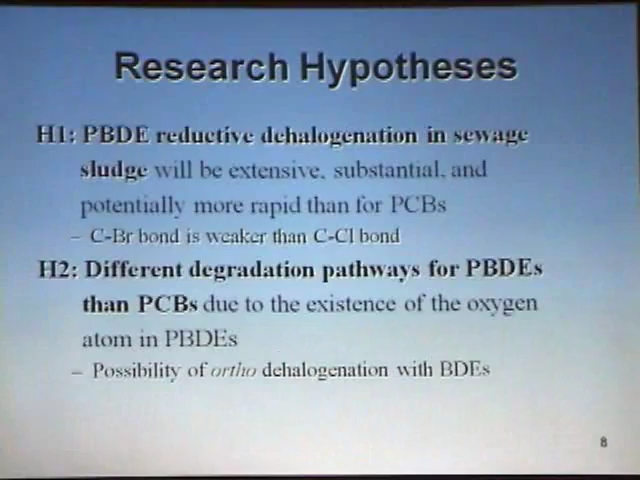 Research Hypotheses
H1: PBDE reductive dehalogenation in sewage
sludge will be extensive, substantial, and
potentially more rapid than for PCBs
– C-Br bond is weaker than C-Cl bond
H2: Different degradation pathways for PBDEs
than PCBs due to the existence of the oxygen
atom in PBDEs
– Possibility of ortho dehalogenation with BDEs
8